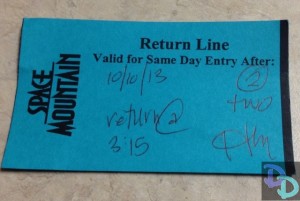 Return Line
Valid for Same Day Entry After:
SPACE
MOUNTAIN
10/10/13
return @
3:15
2
two